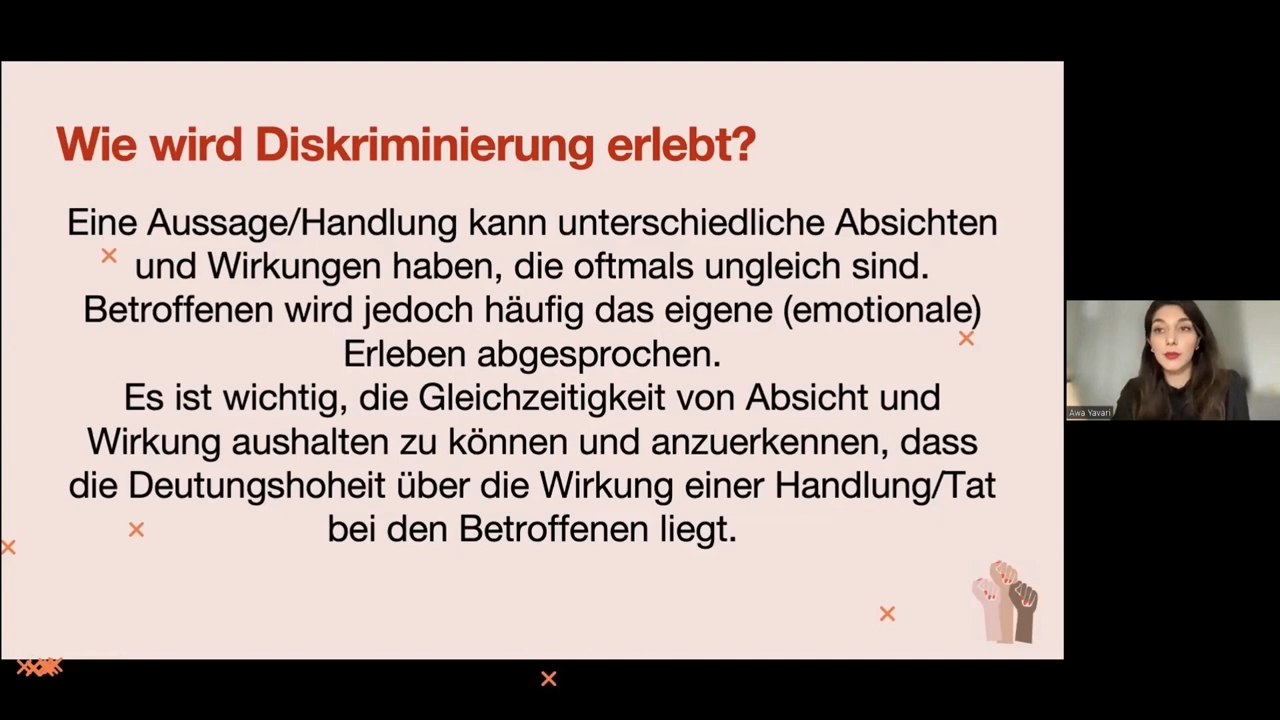 Wie wird Diskriminierung erlebt?
Eine Aussage/Handlung kann unterschiedliche Absichten
und Wirkungen haben, die oftmals ungleich sind.
Betroffenen wird jedoch häufig das eigene (emotionale)
Erleben abgesprochen.
Es ist wichtig, die Gleichzeitigkeit von Absicht und
Wirkung aushalten zu können und anzuerkennen, dass
die Deutungshoheit über die Wirkung einer Handlung/Tat
bei den Betroffenen liegt.
Awa Yavari